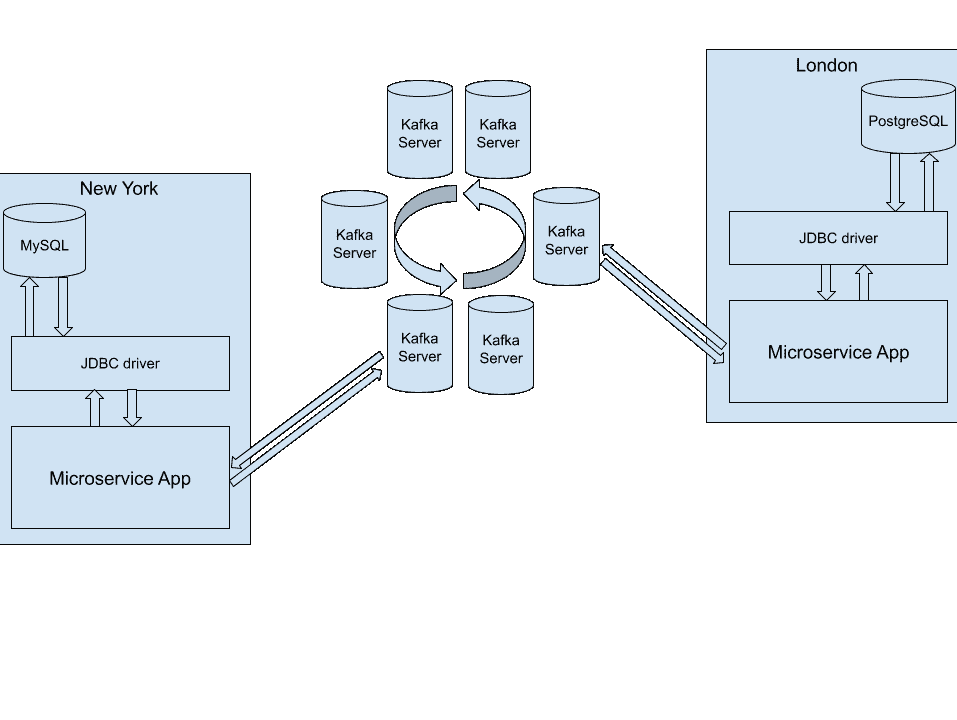 London
PostgreSQL
JDBC driver
Microservice App
Kafka
Server
Kafka
Server
Kafka
Server
Kafka
Server
Kafka
Server
Kafka
Server
New York
MySQL
JDBC driver
Microservice App